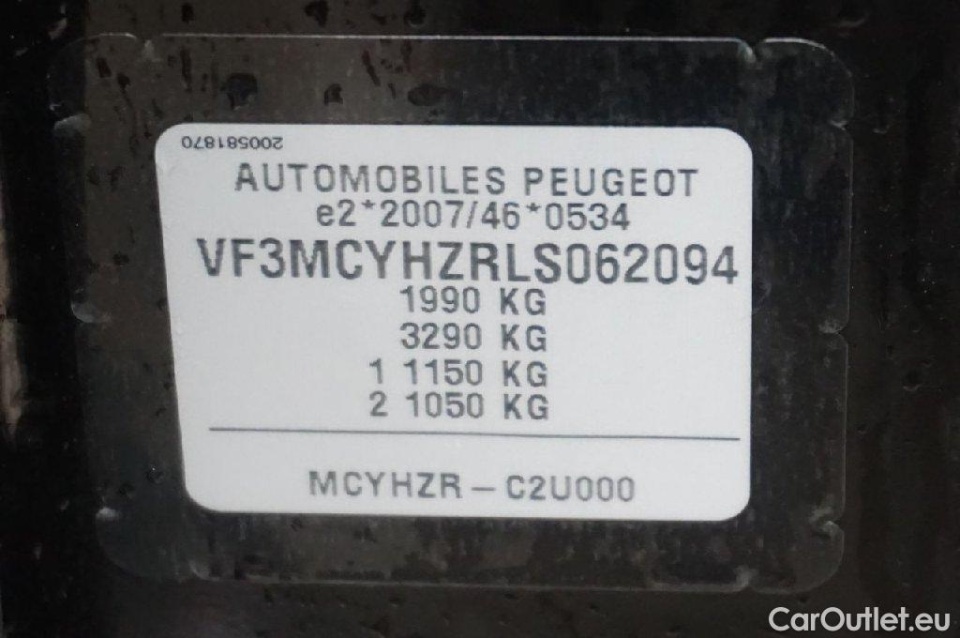 200581870
AUTOMOBILES PEUGEOT
e2*2007/46*0534
VF3MCYHZRLS062094
1990 KG
3290 KG
1 1150 KG
2 1050 KG
MCYHZR – C2U000
CarOutlet.eu